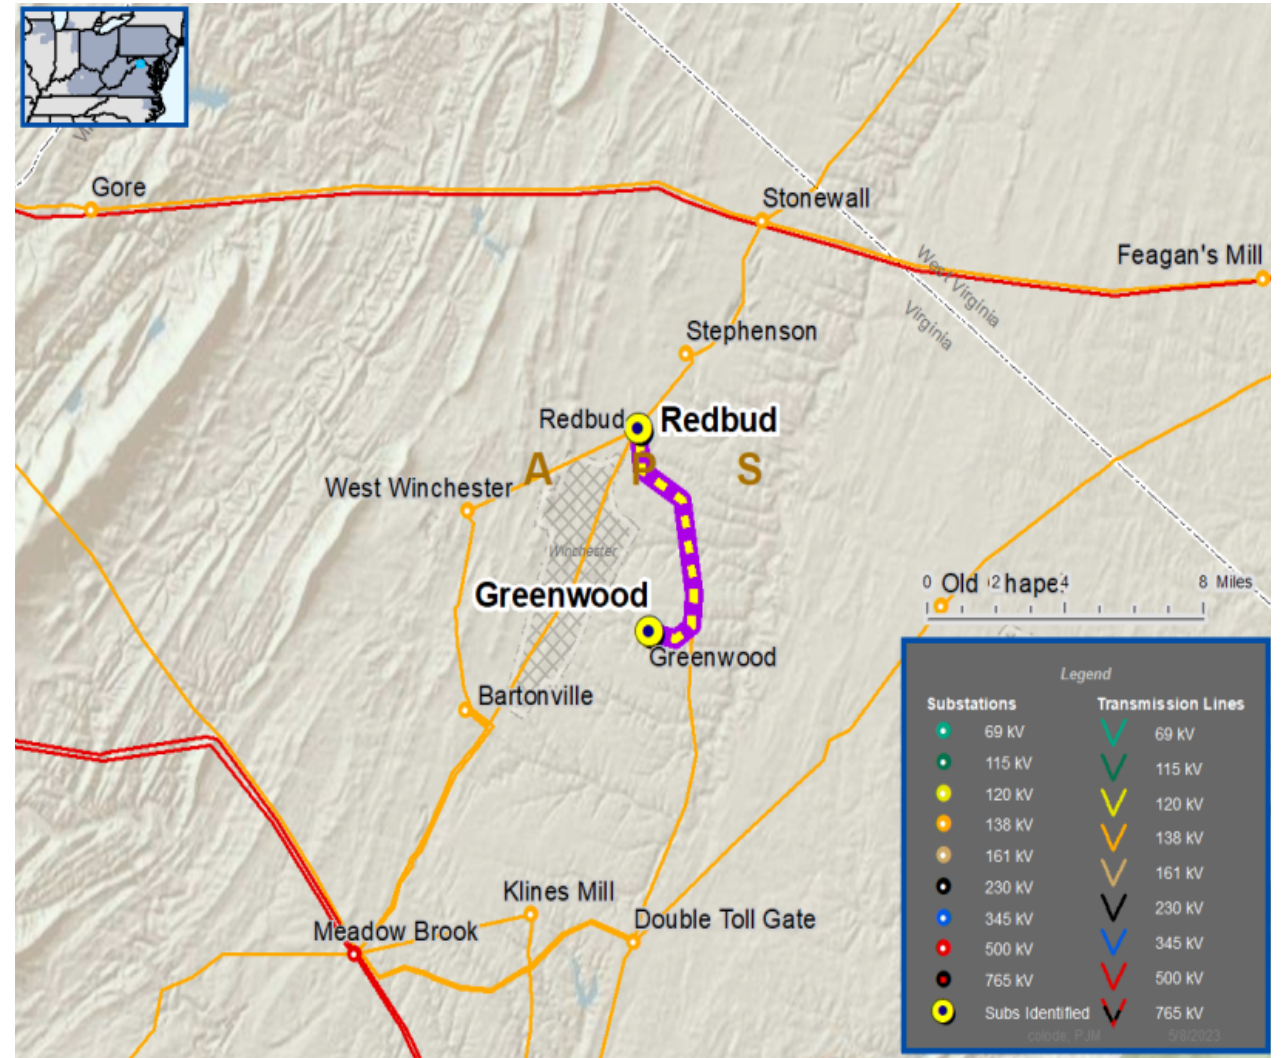 Vir
Gore
Stonewall
Feagan's Mill
West Virginia
Virginia
Stephenson
Redbud
Redbud
A P S
West Winchester
Winchester
Greenwood
Greenwood
0 2 4 8 Miles
Old Chapel
Bartonville
Klines Mill
Meadow Brook
Double Toll Gate
Legend
Substations Transmission Lines
69 kV 69 kV
115 kV 115 kV
120 kV 120 kV
138 kV 138 kV
161 kV 161 kV
230 kV 230 kV
345 kV 345 kV
500 kV 500 kV
765 kV 765 kV
Subs Identified
colode, PJM 5/8/2023